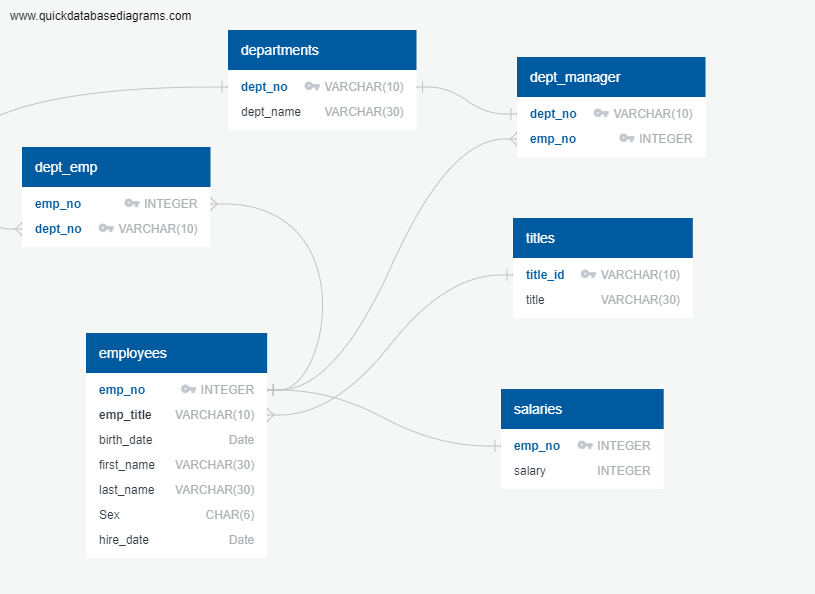 www.quickdatabasediagrams.com
departments
dept_no VARCHAR(10)
dept_name VARCHAR(30)
dept_manager
dept_no VARCHAR(10)
emp_no INTEGER
dept_emp
emp_no INTEGER
dept_no VARCHAR(10)
titles
title_id VARCHAR(10)
title VARCHAR(30)
employees
emp_no INTEGER
emp_title VARCHAR(10)
birth_date Date
first_name VARCHAR(30)
last_name VARCHAR(30)
Sex CHAR(6)
hire_date Date
salaries
emp_no INTEGER
salary INTEGER